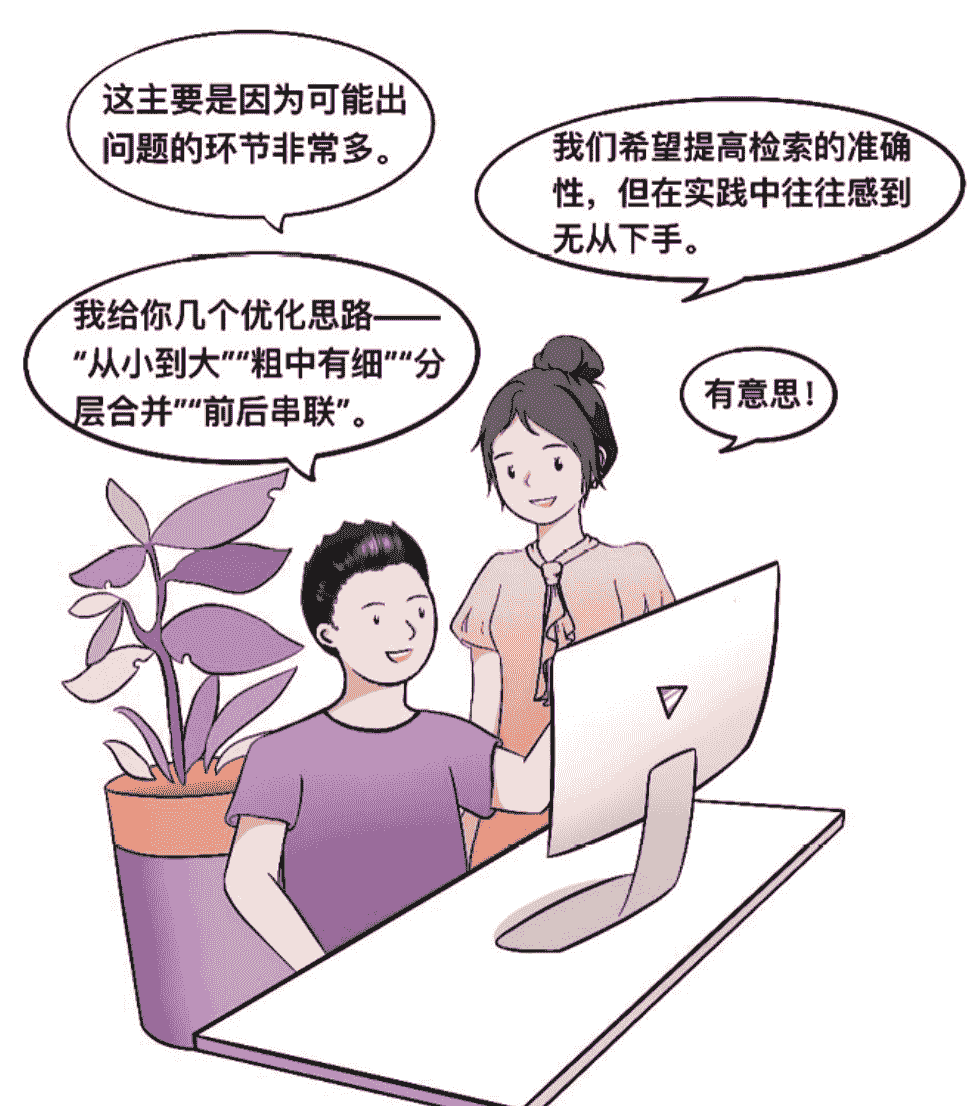 我们希望提高检索的准确
性，但在实践中往往感到
无从下手。
这主要是因为可能出
问题的环节非常多。
我给你几个优化思路——
“从小到大”“粗中有细”“分
层合并”“前后串联”。
有意思！